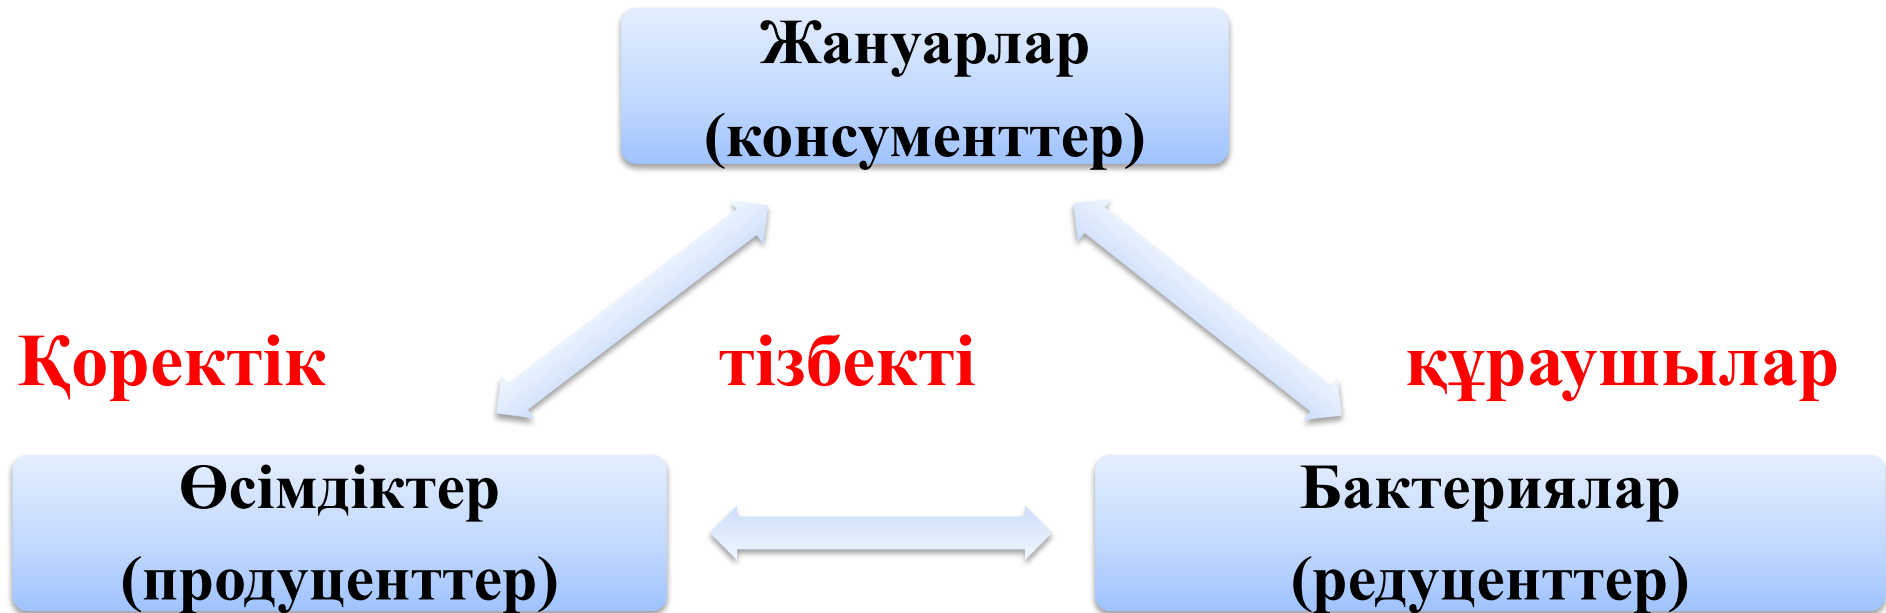 Жануарлар
(консументтер)
Қоректік тізбекті құраушылар
Өсімдіктер
(продуценттер)
Бактериялар
(редуценттер)